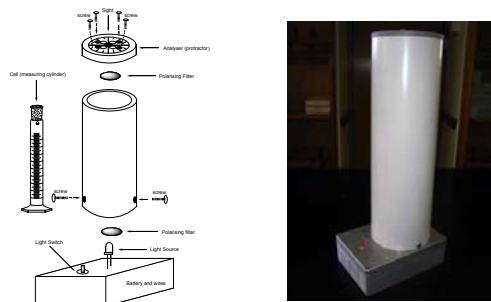 Sight
screw
screw
Analyser (protractor)
Cell (measuring cylinder)
Polarising Filter
screw
screw
Polarising filter
Light Switch
Light Source
Battery and wires